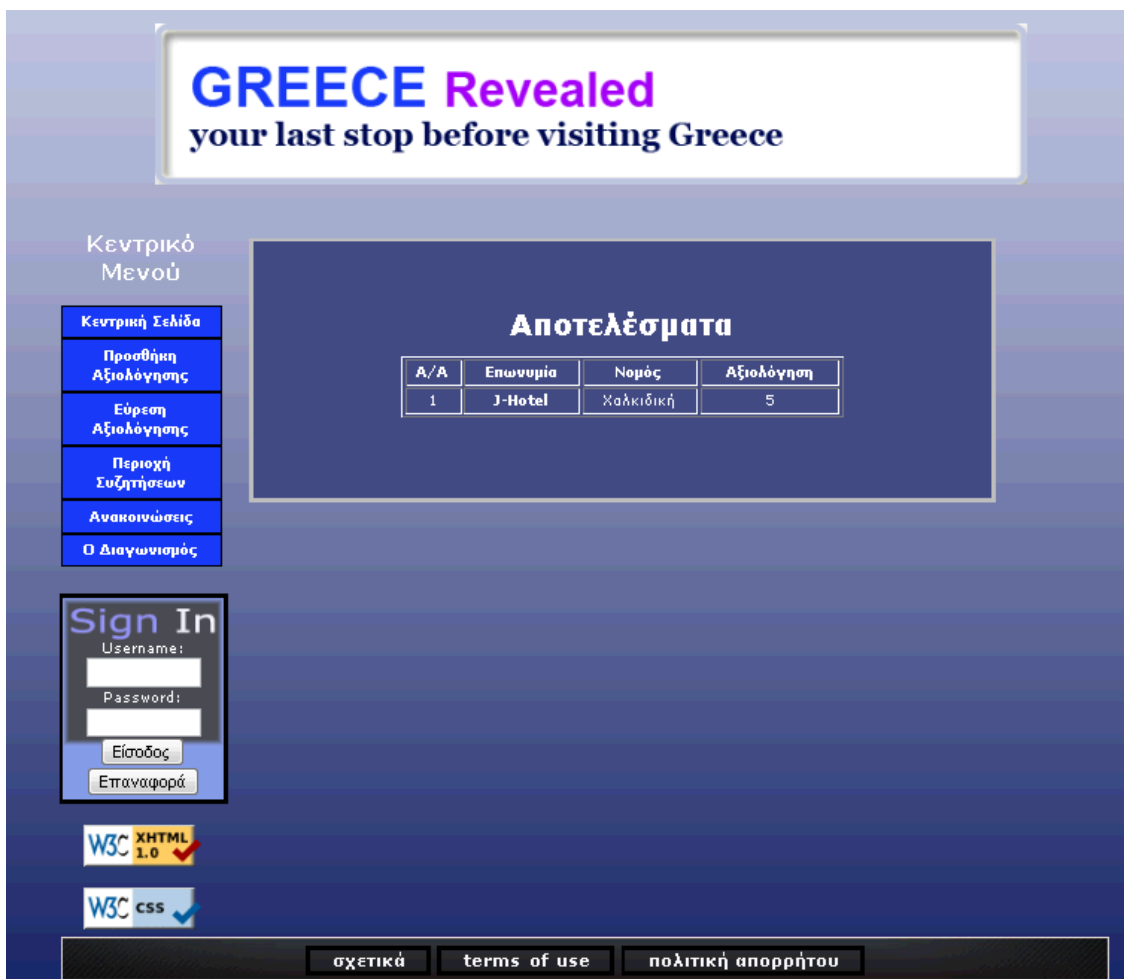 GREECE Revealed
your last stop before visiting Greece
Κεντρικό
Μενού
Κεντρική Σελίδα
Προσθήκη
Αξιολόγησης
Εύρεση
Αξιολόγησης
Περιοχή
Συζητήσεων
Ανακοινώσεις
Ο Διαγωνισμός
Αποτελέσματα
Α/Α Επωνυμία Νομός Αξιολόγηση
1 J-Hotel Χαλκιδική 5
Sign In
Username:
Password:
Είσοδος
Επαναφορά
W3C XHTML
1.0
W3C css
σχετικά terms of use πολιτική απορρήτου